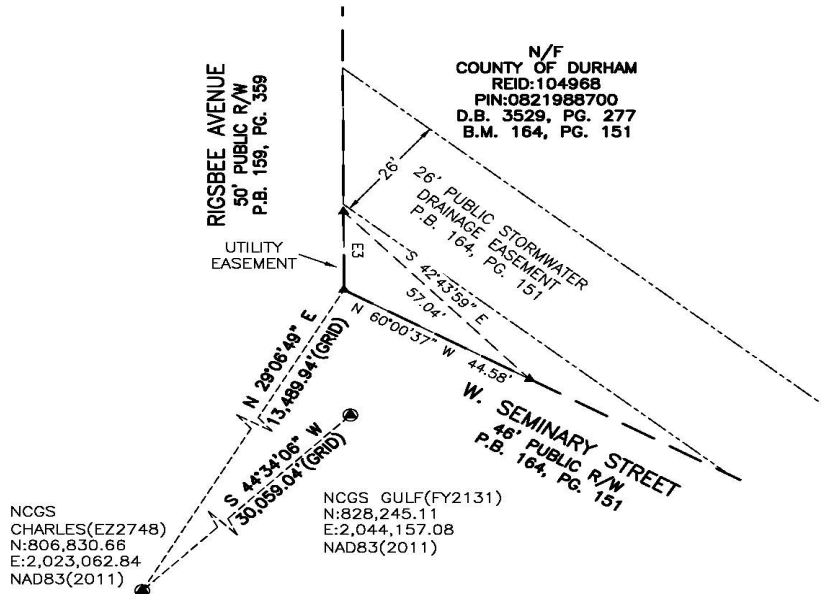 N/F
COUNTY OF DURHAM
REID:104968
PIN:0821988700
D.B. 3529, PG. 277
B.M. 164, PG. 151
RIGSBEE AVENUE
50' PUBLIC R/W
P.B. 159, PG. 359
26'
26' PUBLIC STORMWATER
DRAINAGE EASEMENT
P.B. 164, PG. 151
UTILITY
EASEMENT
E3
S 42°43'59" E
57.04'
N 60°00'37" W 44.58'
W. SEMINARY STREET
46' PUBLIC R/W
P.B. 164, PG. 151
N 29°06'49" E
13,489.94'(GRID)
S 44°34'06" W
30,059.04'(GRID)
NCGS
CHARLES(EZ2748)
N:806,830.66
E:2,023,062.84
NAD83(2011)
NCGS GULF(FY2131)
N:828,245.11
E:2,044,157.08
NAD83(2011)